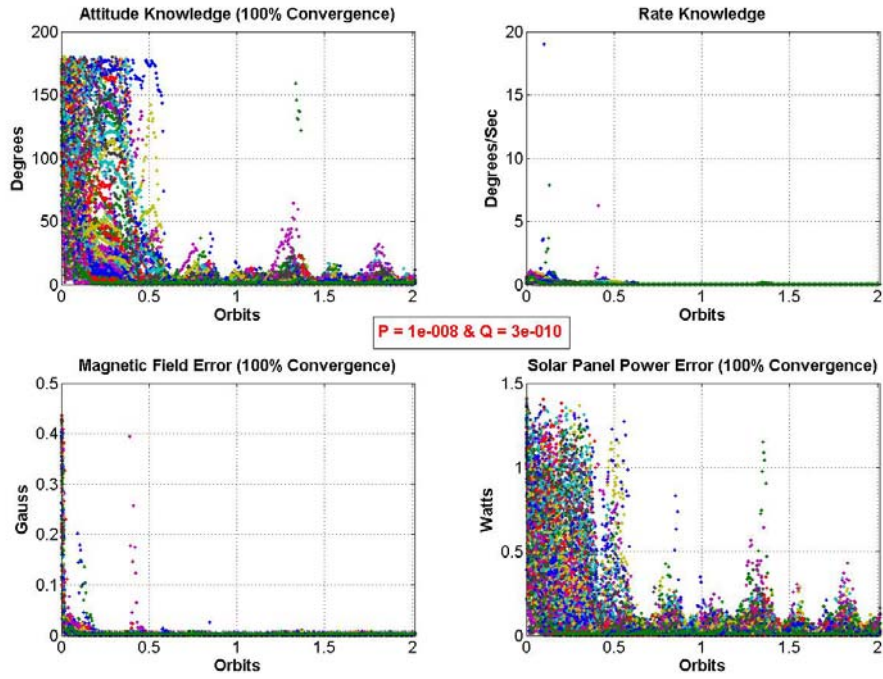 Attitude Knowledge (100% Convergence)
Degrees
200
150
100
50
0
0 0.5 1 1.5 2
Orbits
Rate Knowledge
Degrees/Sec
20
15
10
5
0
0 0.5 1 1.5 2
Orbits
P = 1e-008 & Q = 3e-010
Magnetic Field Error (100% Convergence)
Gauss
0.5
0.4
0.3
0.2
0.1
0
0 0.5 1 1.5 2
Orbits
Solar Panel Power Error (100% Convergence)
Watts
1.5
1
0.5
0
0 0.5 1 1.5 2
Orbits